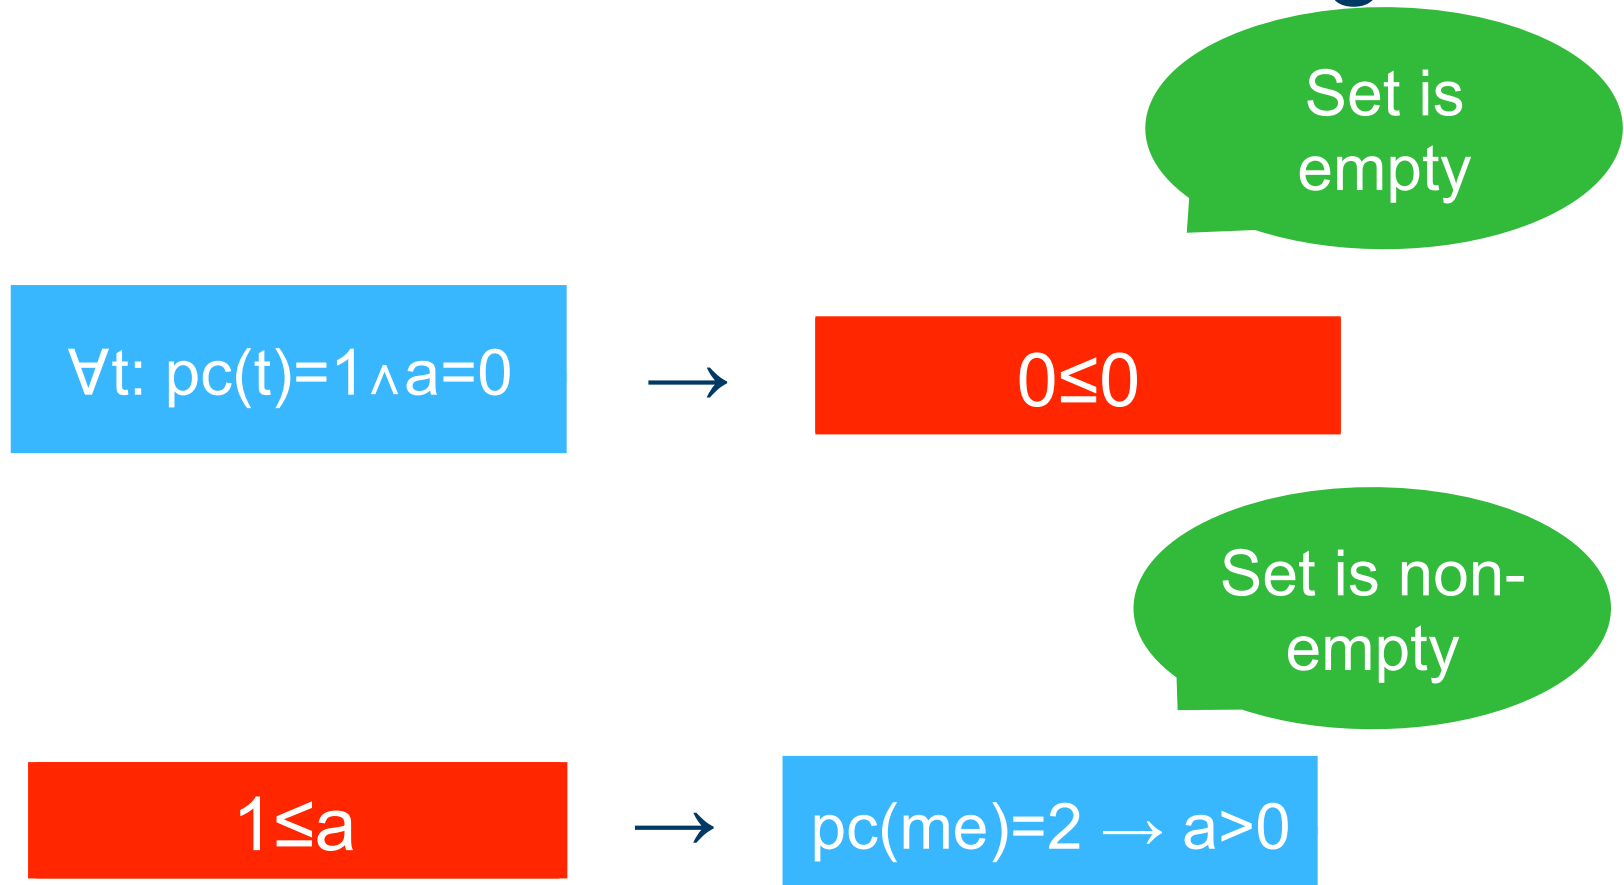 Set is
empty
∀t: pc(t)=1∧a=0 → 0≤0
Set is non-
empty
1≤a → pc(me)=2 → a>0